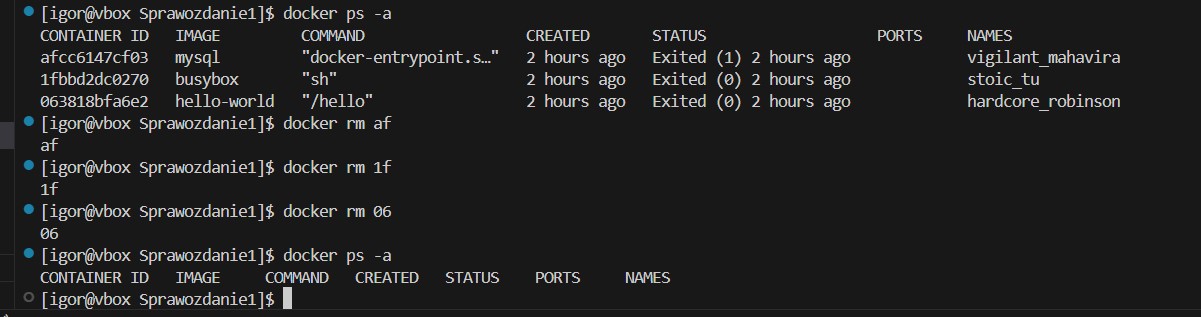 [igor@vbox Sprawozdanie1]$ docker ps -a
CONTAINER ID   IMAGE         COMMAND                  CREATED       STATUS                   PORTS     NAMES
afcc6147cf03   mysql         "docker-entrypoint.s…"   2 hours ago   Exited (1) 2 hours ago             vigilant_mahavira
1fbbd2dc0270   busybox       "sh"                     2 hours ago   Exited (0) 2 hours ago             stoic_tu
063818bfa6e2   hello-world   "/hello"                 2 hours ago   Exited (0) 2 hours ago             hardcore_robinson
[igor@vbox Sprawozdanie1]$ docker rm af
af
[igor@vbox Sprawozdanie1]$ docker rm 1f
1f
[igor@vbox Sprawozdanie1]$ docker rm 06
06
[igor@vbox Sprawozdanie1]$ docker ps -a
CONTAINER ID   IMAGE     COMMAND   CREATED   STATUS    PORTS     NAMES
[igor@vbox Sprawozdanie1]$